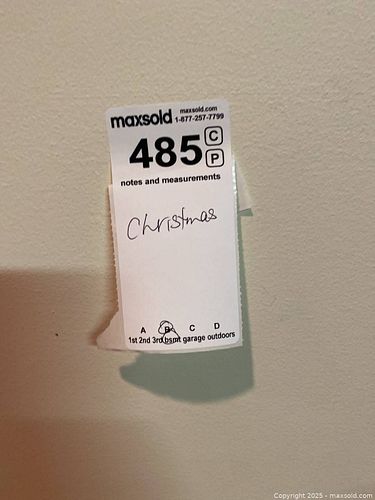 maxsold maxsold.com
1-877-257-7799
485 C
P
notes and measurements
Christmas
A B C D
1st 2nd 3rd bsmt garage outdoors
Copyright 2025 - maxsold.com